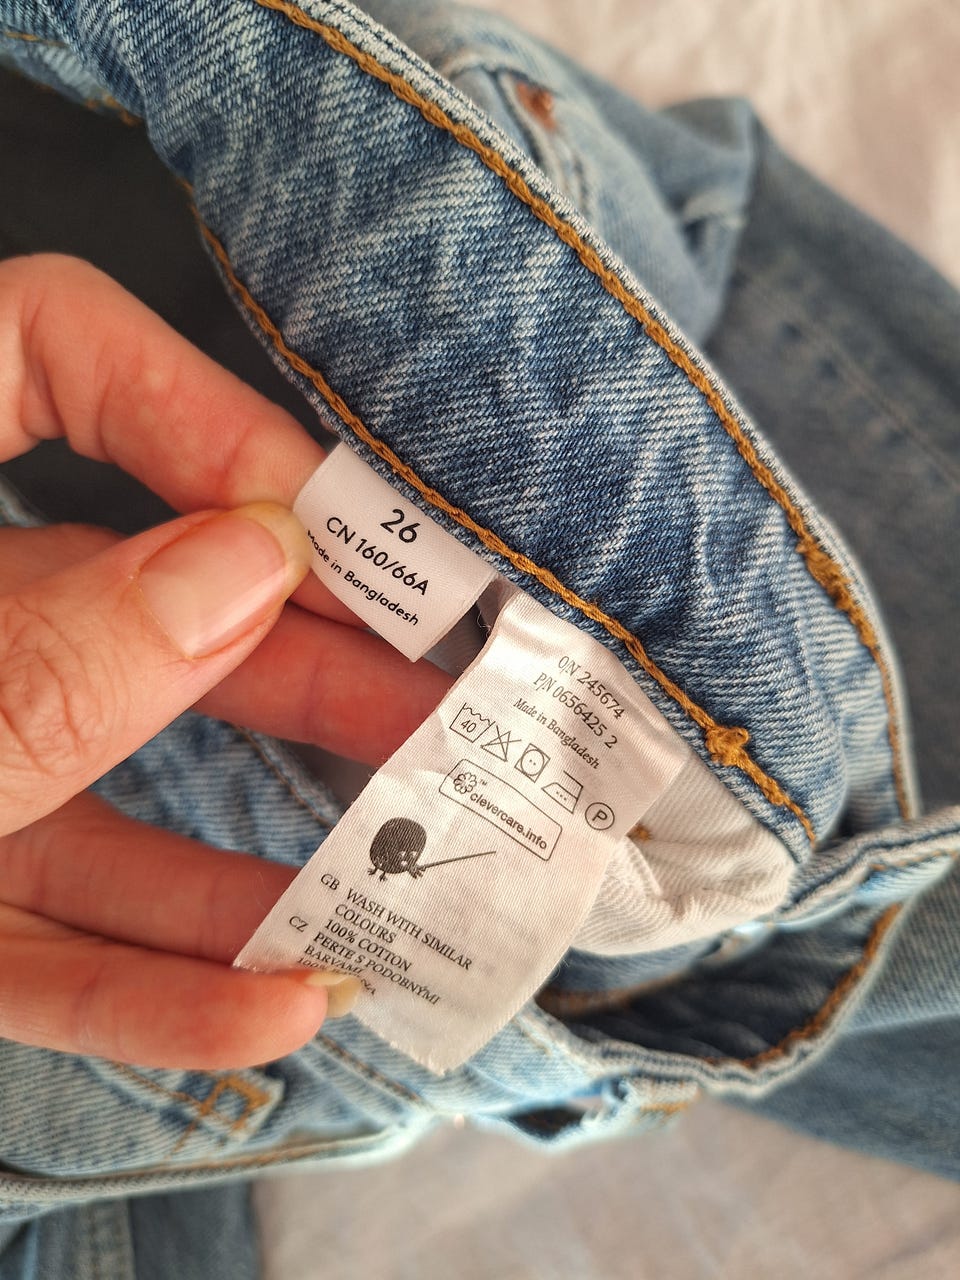 26
CN 160/66A
Made in Bangladesh
O/N 245674
P/N 0656425 2
Made in Bangladesh
40
P
clevercare.info
GB WASH WITH SIMILAR
COLOURS
100% COTTON
CZ PERTE S PODOBNÝMI
BARVAMI
100%